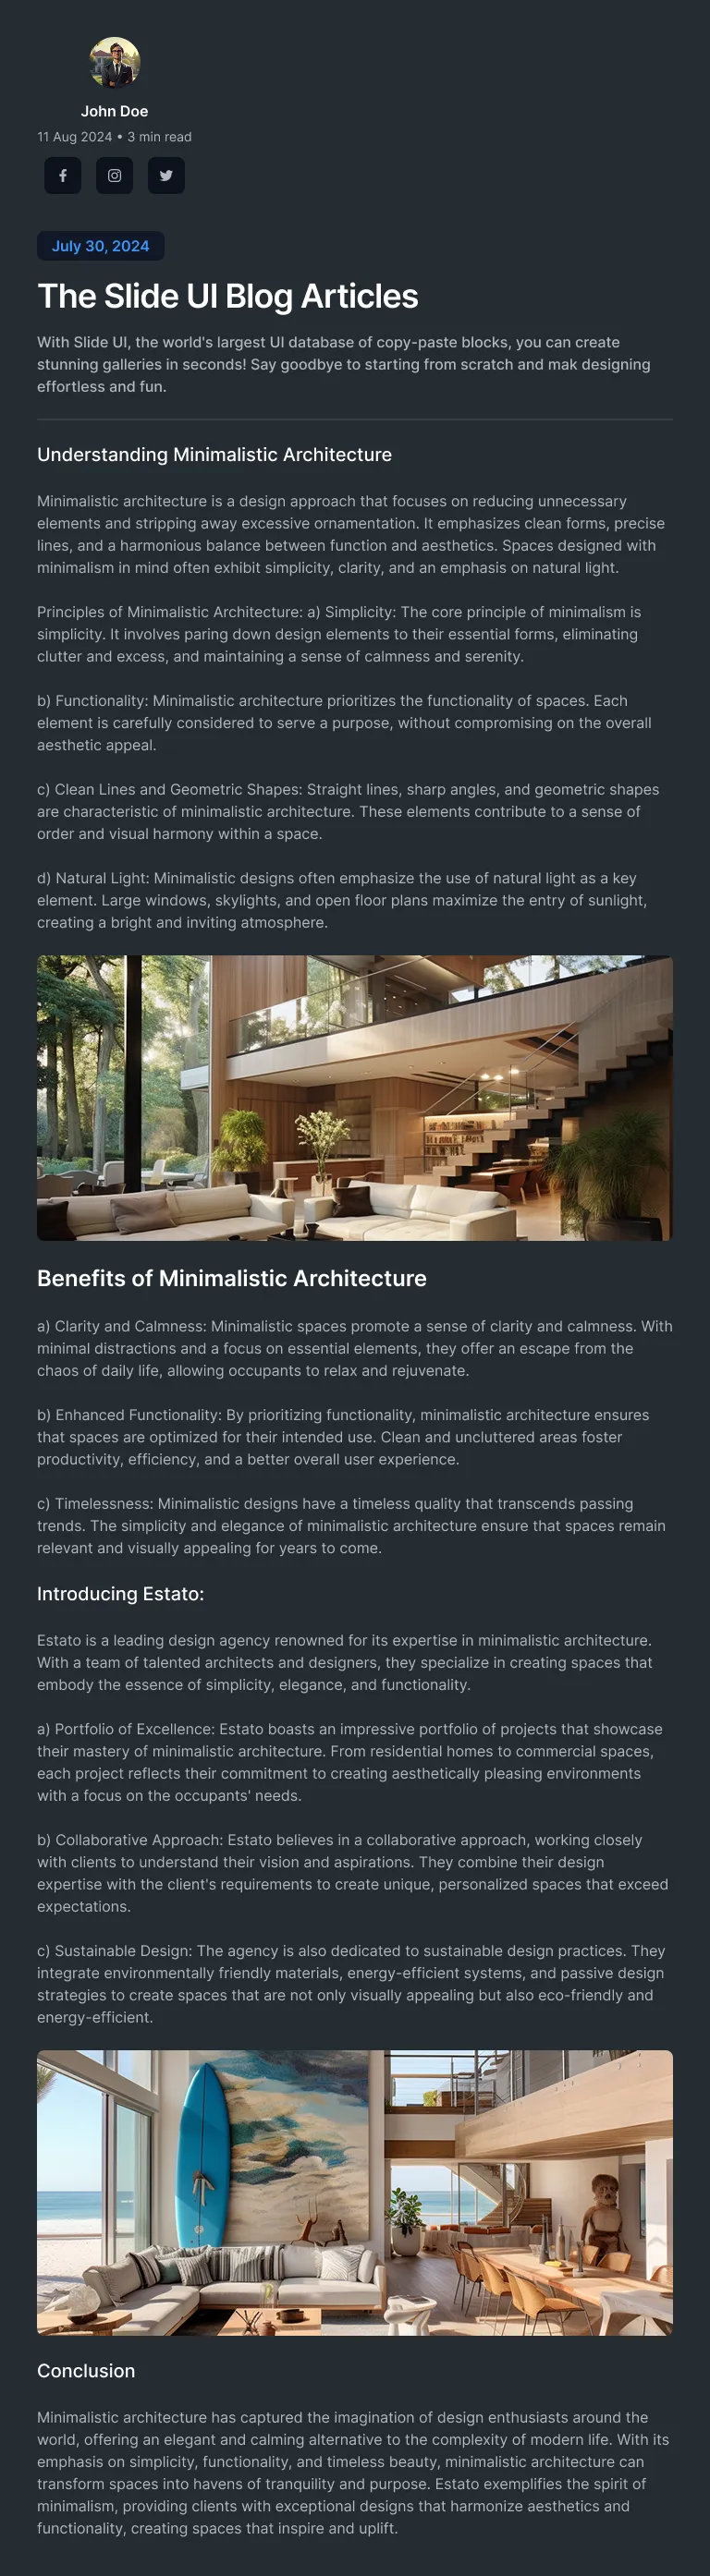 John Doe
11 Aug 2024 • 3 min read
July 30, 2024
The Slide UI Blog Articles
With Slide UI, the world's largest UI database of copy-paste blocks, you can create
stunning galleries in seconds! Say goodbye to starting from scratch and mak designing
effortless and fun.
Understanding Minimalistic Architecture
Minimalistic architecture is a design approach that focuses on reducing unnecessary
elements and stripping away excessive ornamentation. It emphasizes clean forms, precise
lines, and a harmonious balance between function and aesthetics. Spaces designed with
minimalism in mind often exhibit simplicity, clarity, and an emphasis on natural light.
Principles of Minimalistic Architecture: a) Simplicity: The core principle of minimalism is
simplicity. It involves paring down design elements to their essential forms, eliminating
clutter and excess, and maintaining a sense of calmness and serenity.
b) Functionality: Minimalistic architecture prioritizes the functionality of spaces. Each
element is carefully considered to serve a purpose, without compromising on the overall
aesthetic appeal.
c) Clean Lines and Geometric Shapes: Straight lines, sharp angles, and geometric shapes
are characteristic of minimalistic architecture. These elements contribute to a sense of
order and visual harmony within a space.
d) Natural Light: Minimalistic designs often emphasize the use of natural light as a key
element. Large windows, skylights, and open floor plans maximize the entry of sunlight,
creating a bright and inviting atmosphere.
Benefits of Minimalistic Architecture
a) Clarity and Calmness: Minimalistic spaces promote a sense of clarity and calmness. With
minimal distractions and a focus on essential elements, they offer an escape from the
chaos of daily life, allowing occupants to relax and rejuvenate.
b) Enhanced Functionality: By prioritizing functionality, minimalistic architecture ensures
that spaces are optimized for their intended use. Clean and uncluttered areas foster
productivity, efficiency, and a better overall user experience.
c) Timelessness: Minimalistic designs have a timeless quality that transcends passing
trends. The simplicity and elegance of minimalistic architecture ensure that spaces remain
relevant and visually appealing for years to come.
Introducing Estato:
Estato is a leading design agency renowned for its expertise in minimalistic architecture.
With a team of talented architects and designers, they specialize in creating spaces that
embody the essence of simplicity, elegance, and functionality.
a) Portfolio of Excellence: Estato boasts an impressive portfolio of projects that showcase
their mastery of minimalistic architecture. From residential homes to commercial spaces,
each project reflects their commitment to creating aesthetically pleasing environments
with a focus on the occupants' needs.
b) Collaborative Approach: Estato believes in a collaborative approach, working closely
with clients to understand their vision and aspirations. They combine their design
expertise with the client's requirements to create unique, personalized spaces that exceed
expectations.
c) Sustainable Design: The agency is also dedicated to sustainable design practices. They
integrate environmentally friendly materials, energy-efficient systems, and passive design
strategies to create spaces that are not only visually appealing but also eco-friendly and
energy-efficient.
Conclusion
Minimalistic architecture has captured the imagination of design enthusiasts around the
world, offering an elegant and calming alternative to the complexity of modern life. With its
emphasis on simplicity, functionality, and timeless beauty, minimalistic architecture can
transform spaces into havens of tranquility and purpose. Estato exemplifies the spirit of
minimalism, providing clients with exceptional designs that harmonize aesthetics and
functionality, creating spaces that inspire and uplift.